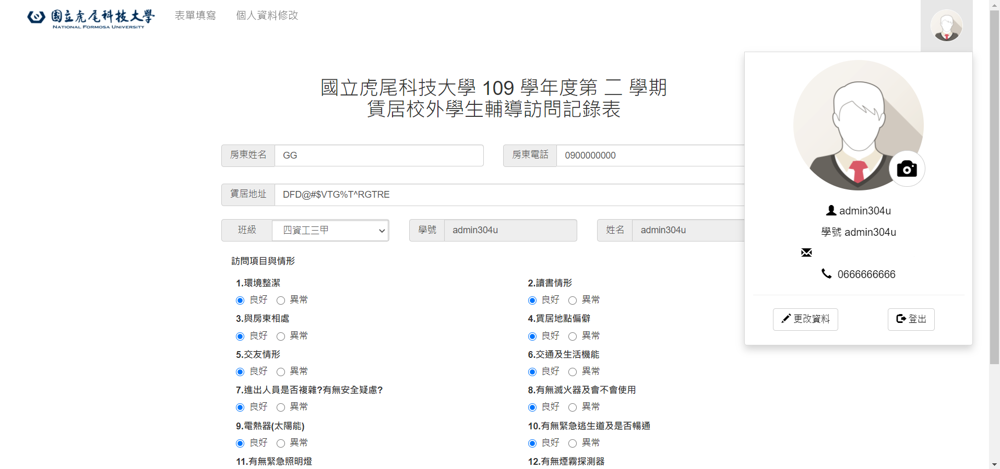 國立虎尾科技大學
NATIONAL FORMOSA UNIVERSITY
表單填寫 個人資料修改
國立虎尾科技大學 109 學年度第 二 學期
賃居校外學生輔導訪問記錄表
房東姓名 GG 房東電話 0900000000
賃居地址 DFD@#$VTG%T^RGTRE
班級 四資工三甲 學號 admin304u 姓名 admin304u
訪問項目與情形
1.環境整潔 2.讀書情形
良好 異常 良好 異常
3.與房東相處 4.賃居地點偏僻
良好 異常 良好 異常
5.交友情形 6.交通及生活機能
良好 異常 良好 異常
7.進出人員是否複雜?有無安全疑慮? 8.有無滅火器及會不會使用
良好 異常 良好 異常
9.電熱器(太陽能) 10.有無緊急逃生道及是否暢通
良好 異常 良好 異常
11.有無緊急照明燈 12.有無煙霧探測器
admin304u
學號 admin304u
0666666666
更改資料 登出